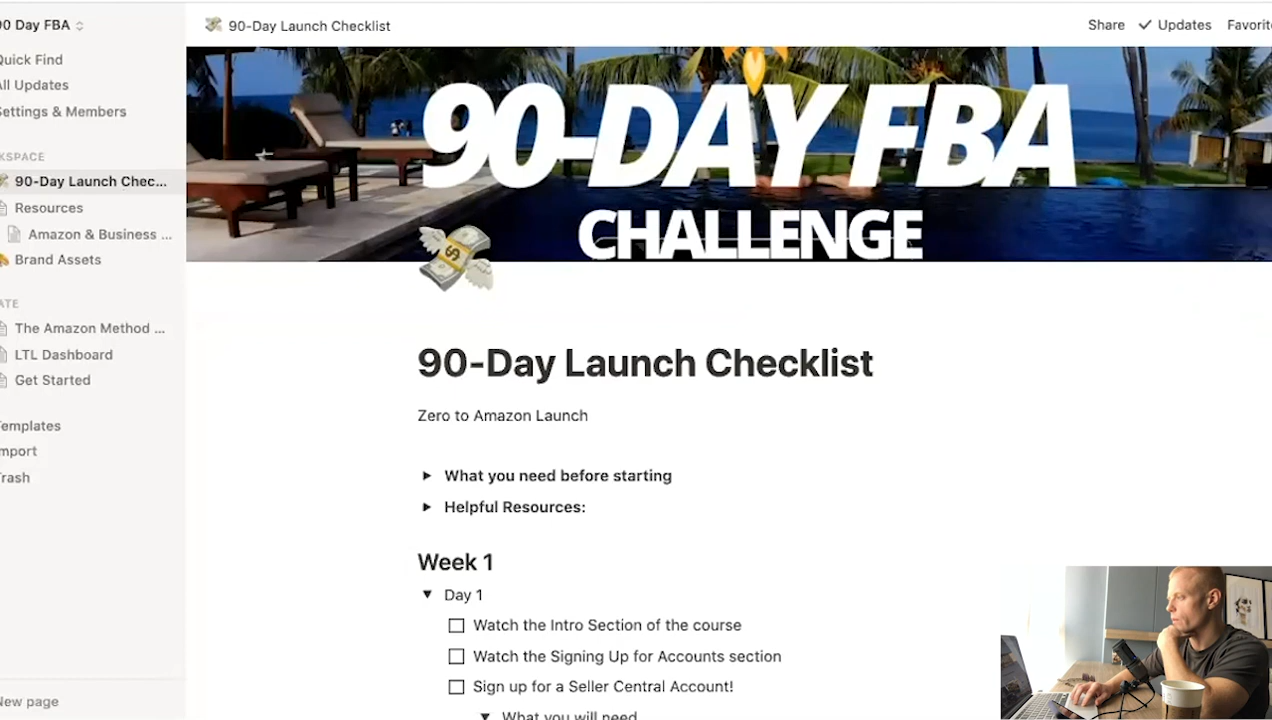 90 Day FBA
90-Day Launch Checklist
Share
Updates
Favorit
Quick Find
All Updates
Settings & Members
KSPACE
90-Day Launch Chec...
Resources
Amazon & Business ...
Brand Assets
ATE
The Amazon Method ...
LTL Dashboard
Get Started
Templates
mport
Trash
New page
90-DAY FBA
CHALLENGE
90-Day Launch Checklist
Zero to Amazon Launch
What you need before starting
Helpful Resources:
Week 1
Day 1
Watch the Intro Section of the course
Watch the Signing Up for Accounts section
Sign up for a Seller Central Account!
What you will need